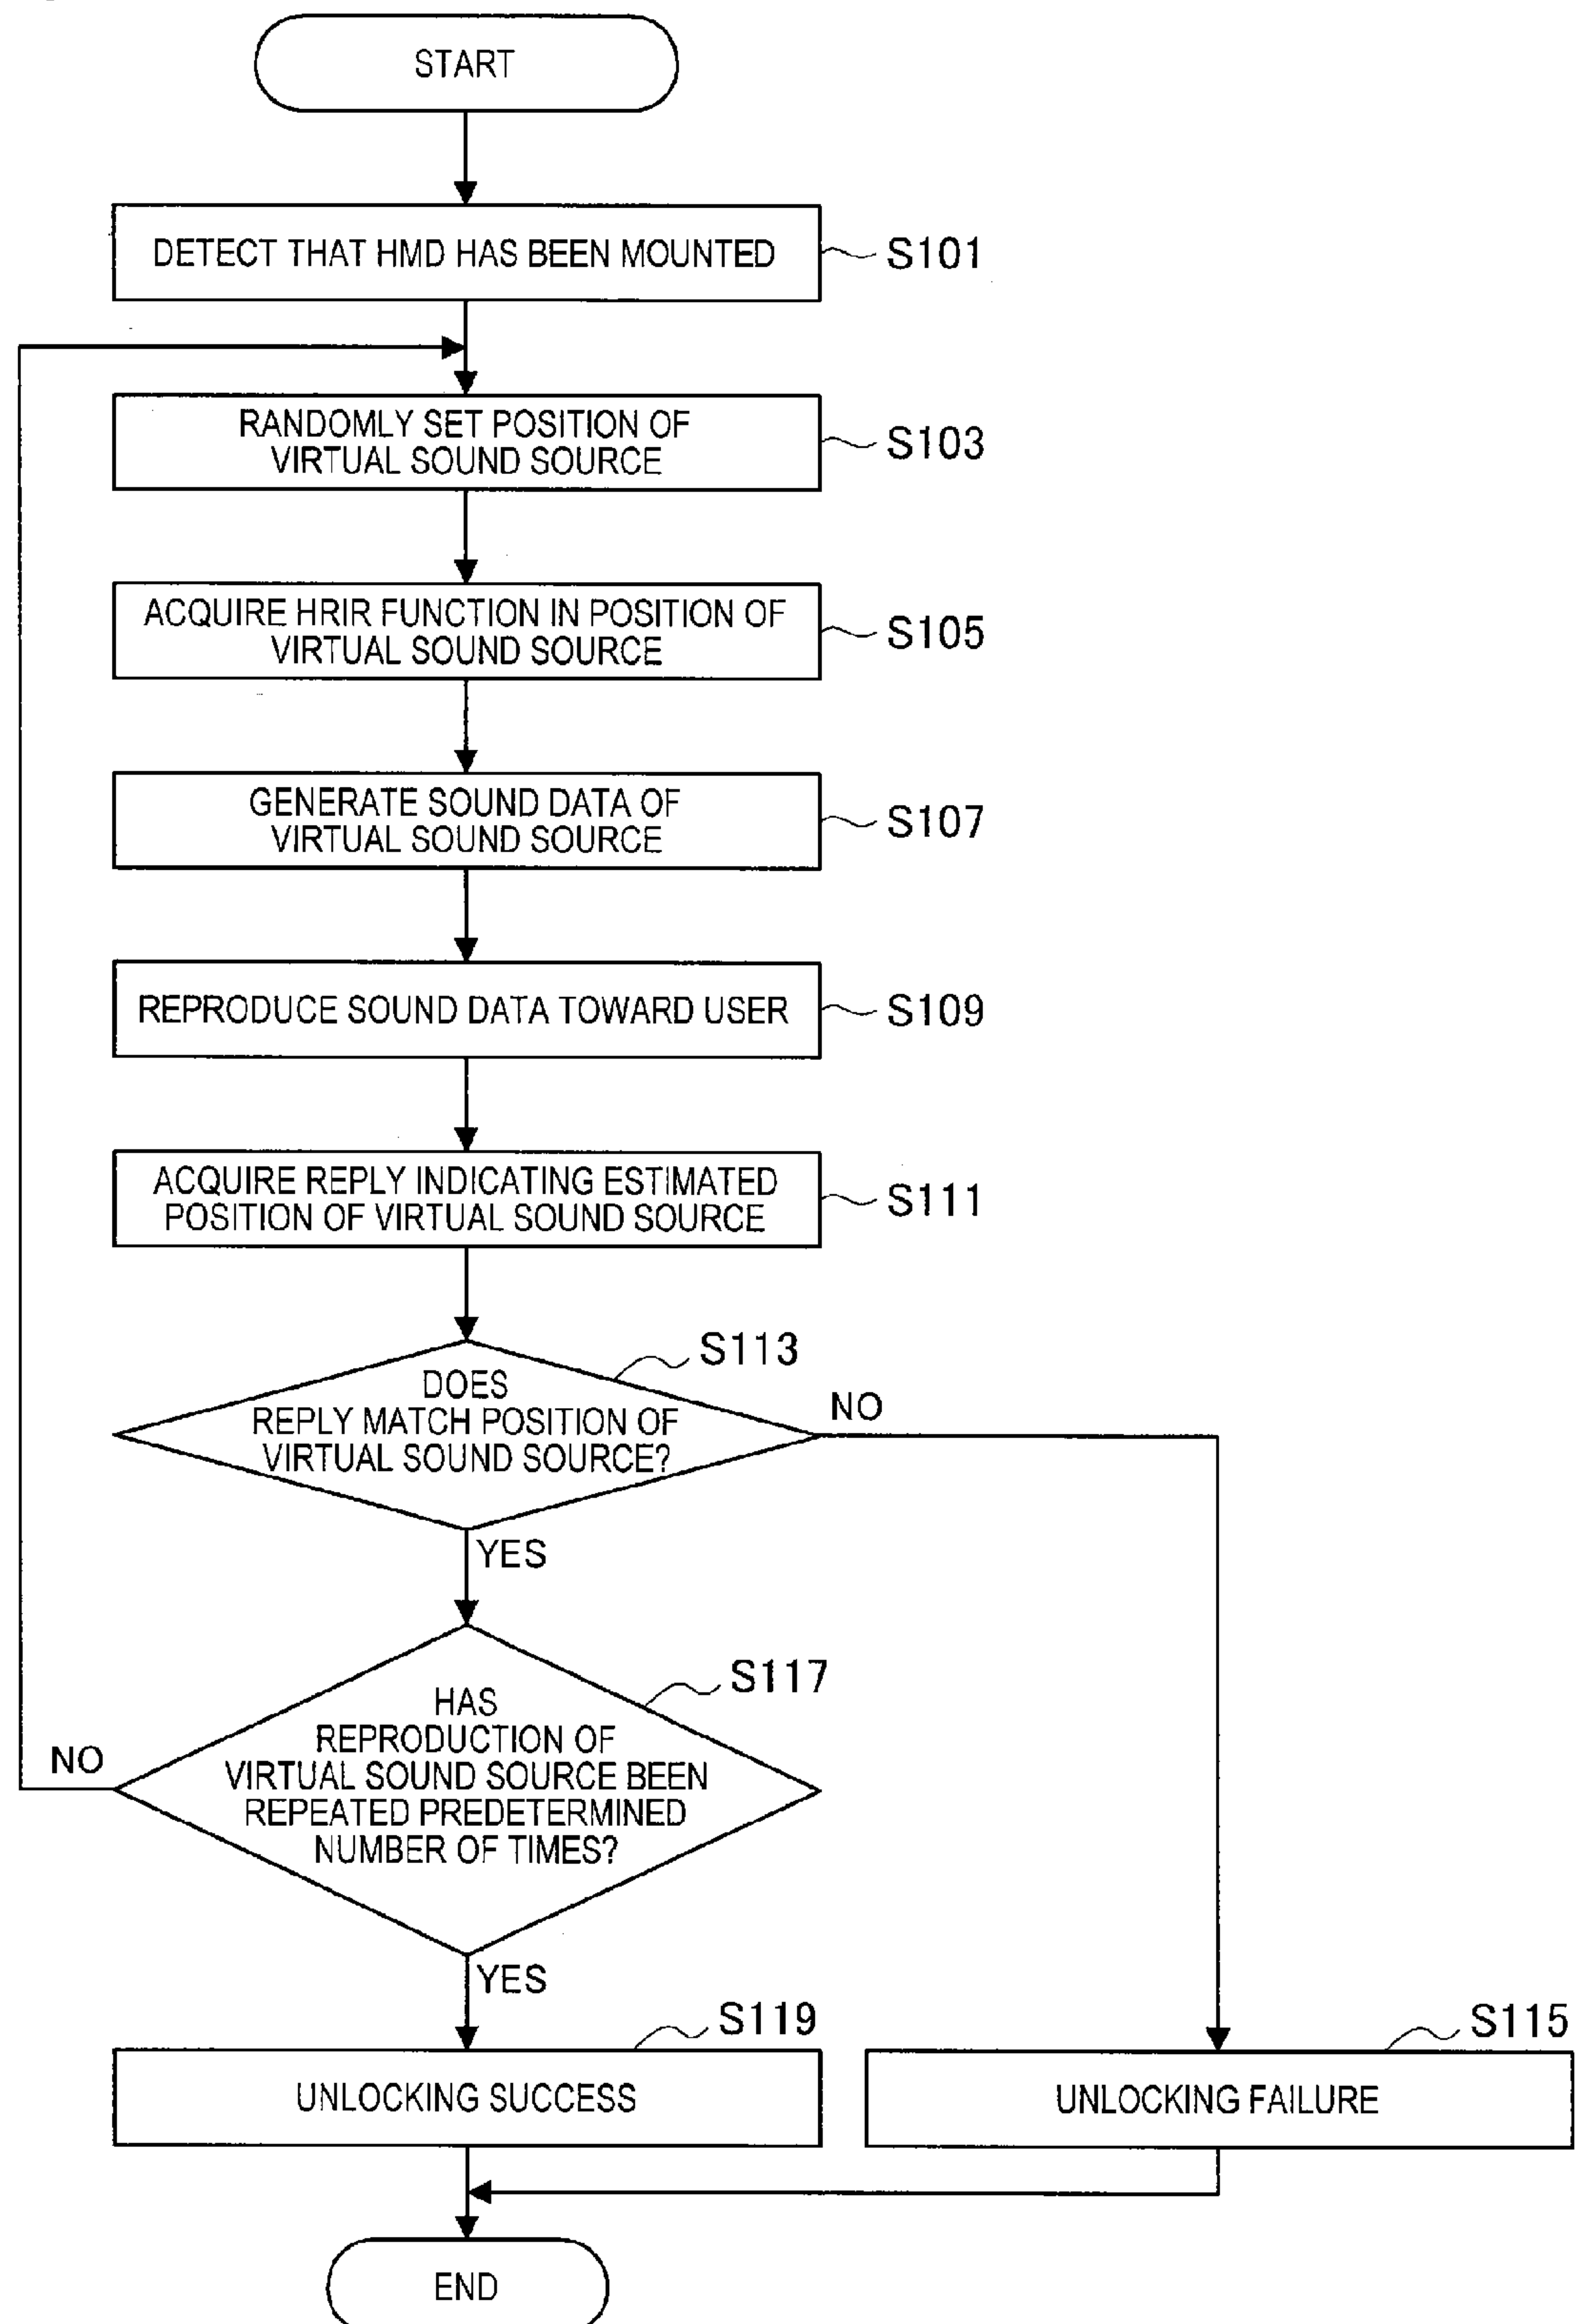 START
DETECT THAT HMD HAS BEEN MOUNTED
S101
RANDOMLY SET POSITION OF
VIRTUAL SOUND SOURCE
S103
ACQUIRE HRIR FUNCTION IN POSITION OF
VIRTUAL SOUND SOURCE
S105
GENERATE SOUND DATA OF
VIRTUAL SOUND SOURCE
S107
REPRODUCE SOUND DATA TOWARD USER
S109
ACQUIRE REPLY INDICATING ESTIMATED
POSITION OF VIRTUAL SOUND SOURCE
S111
S113
DOES
REPLY MATCH POSITION OF
VIRTUAL SOUND SOURCE?
NO
YES
S117
HAS
REPRODUCTION OF
VIRTUAL SOUND SOURCE BEEN
REPEATED PREDETERMINED
NUMBER OF TIMES?
NO
YES
S119
UNLOCKING SUCCESS
S115
UNLOCKING FAILURE
END